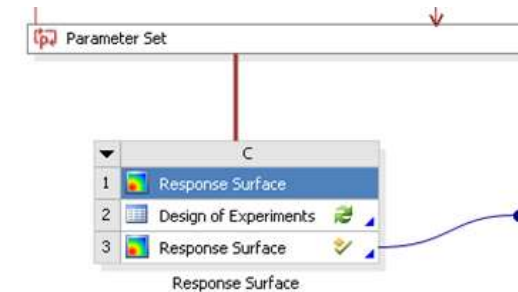 Parameter Set
C
1 Response Surface
2 Design of Experiments
3 Response Surface
Response Surface